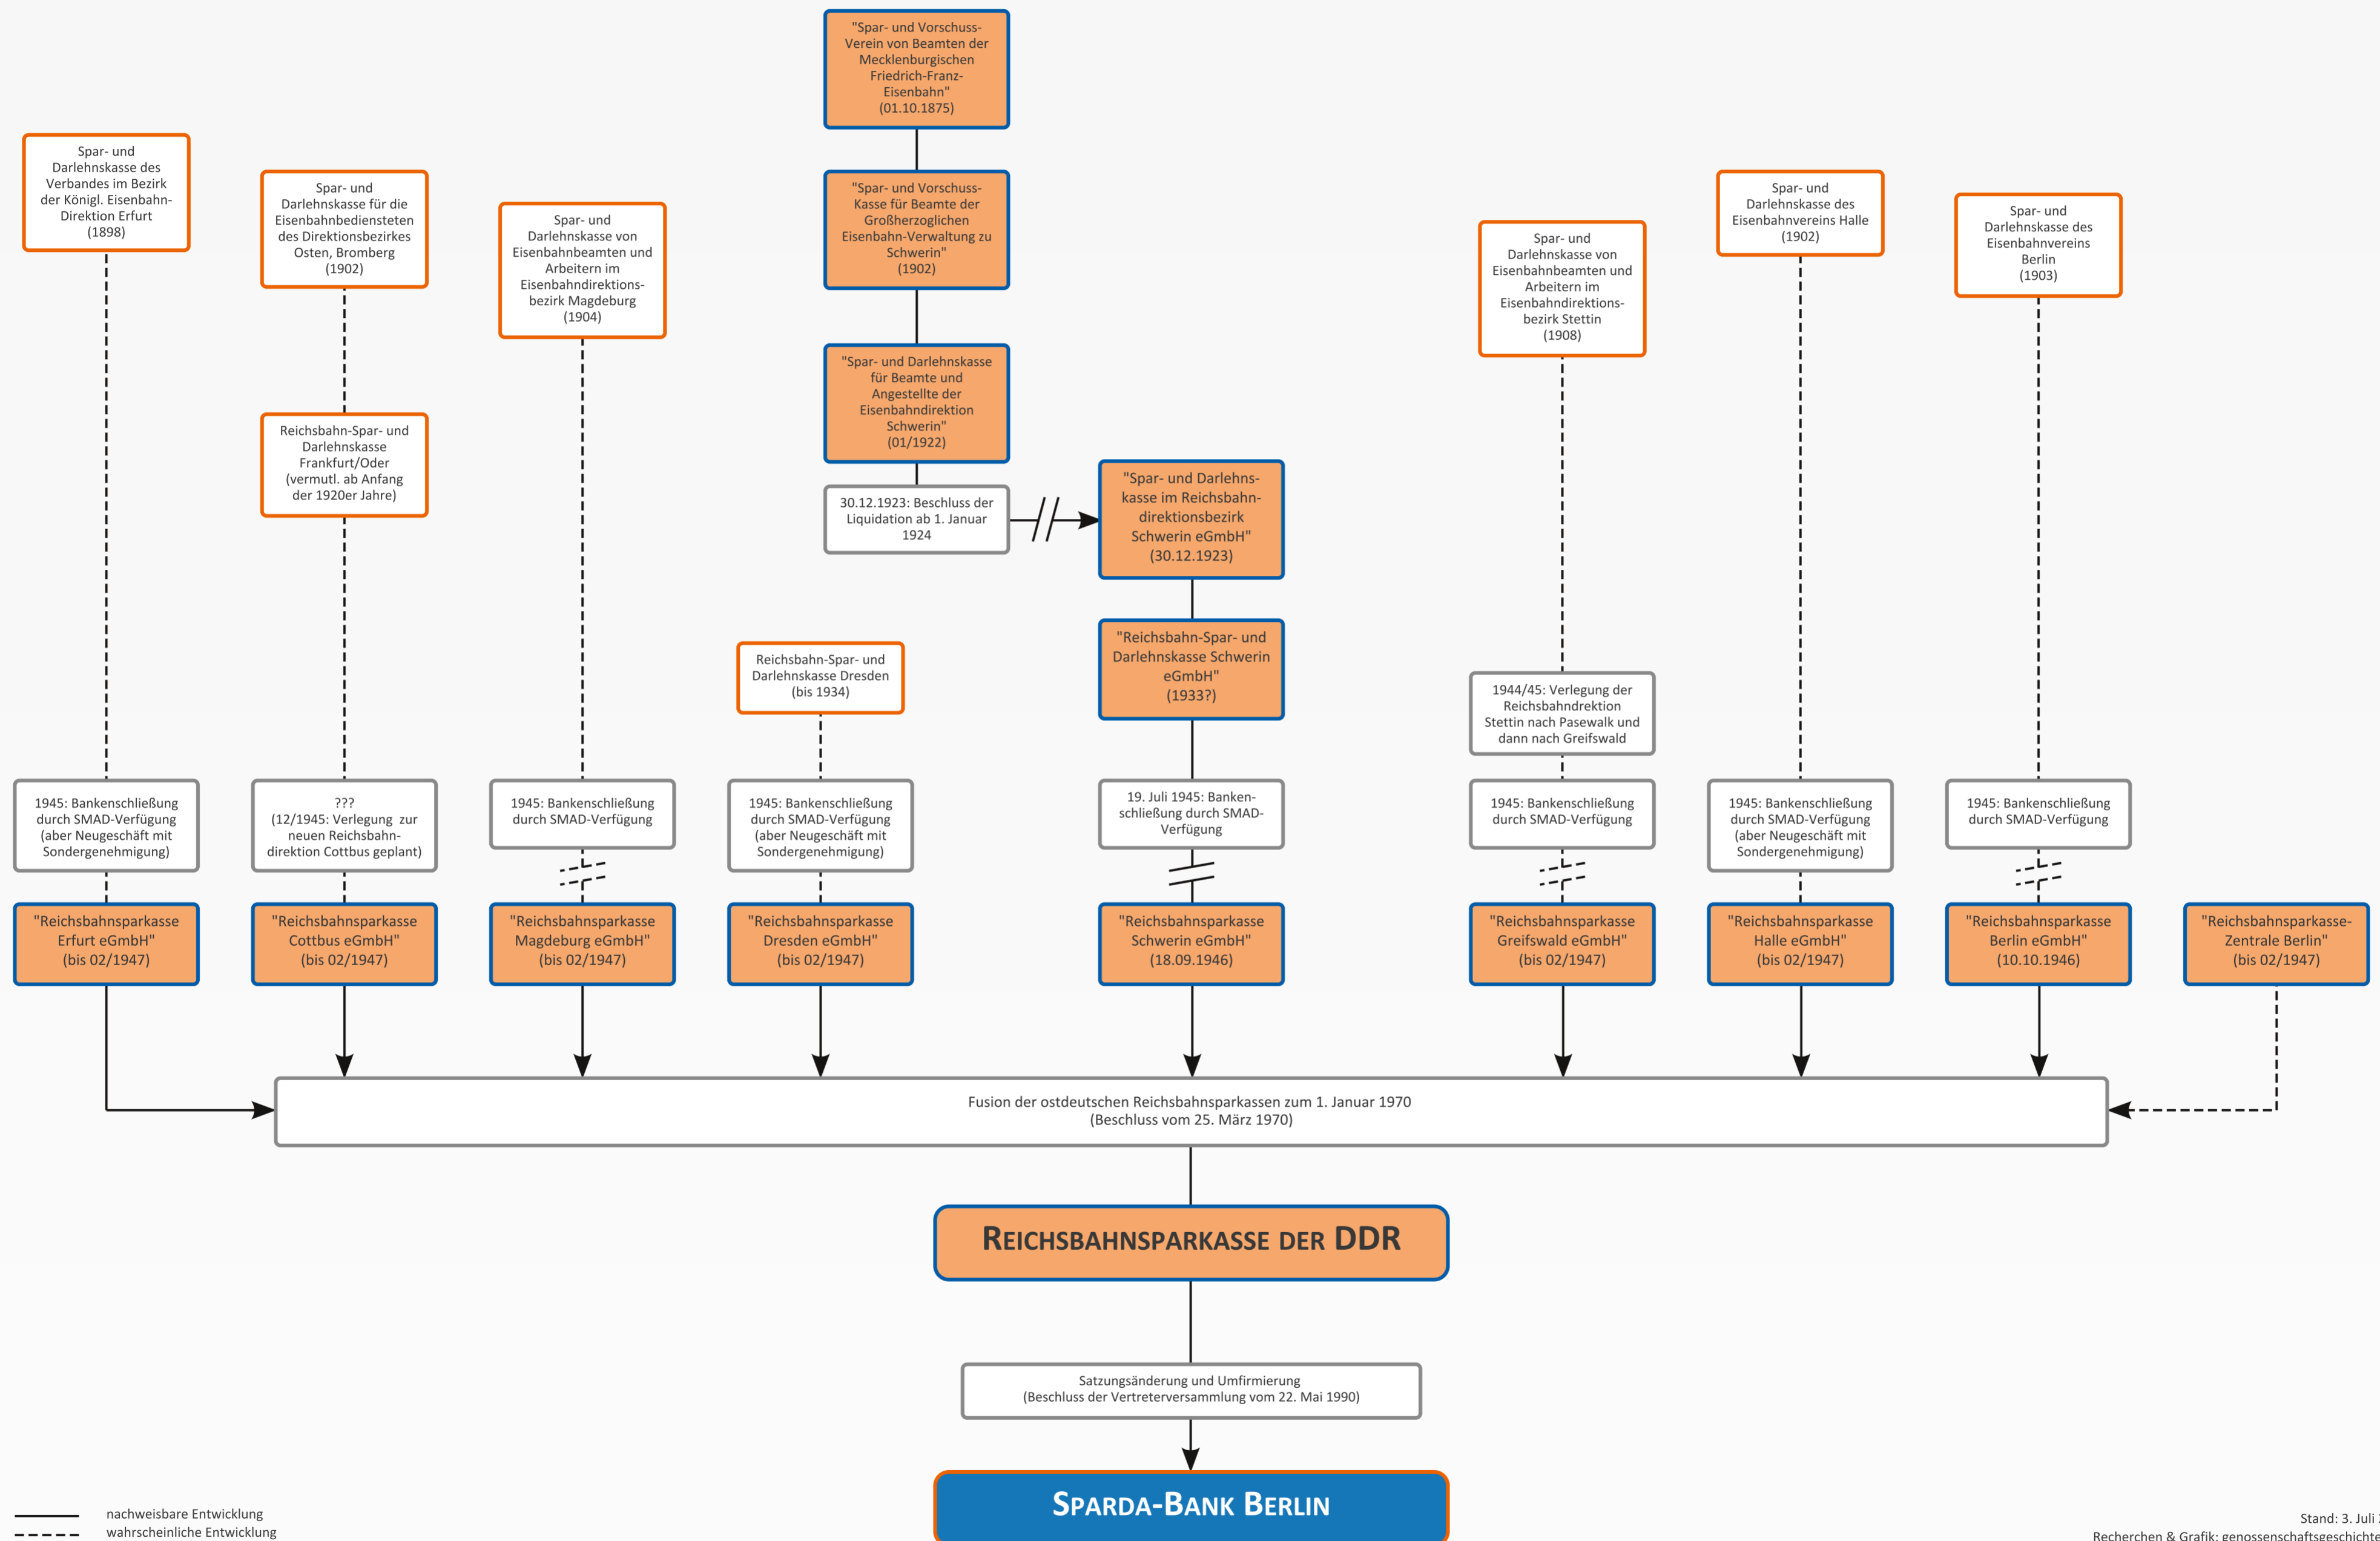 "Spar- und Vorschuss-
Verein von Beamten der
Mecklenburgischen
Friedrich-Franz-
Eisenbahn"
(01.10.1875)
Spar- und
Darlehnskasse des
Verbandes im Bezirk
der Königl. Eisenbahn-
Direktion Erfurt
(1898)
Spar- und
Darlehnskasse für die
Eisenbahnbediensteten
des Direktionsbezirkes
Osten, Bromberg
(1902)
Spar- und
Darlehnskasse von
Eisenbahnbeamten und
Arbeitern im
Eisenbahndirektions-
bezirk Magdeburg
(1904)
"Spar- und Vorschuss-
Kasse für Beamte der
Großherzoglichen
Eisenbahn-Verwaltung zu
Schwerin"
(1902)
Spar- und
Darlehnskasse von
Eisenbahnbeamten und
Arbeitern im
Eisenbahndirektions-
bezirk Stettin
(1908)
Spar- und
Darlehnskasse des
Eisenbahnvereins Halle
(1902)
Spar- und
Darlehnskasse des
Eisenbahnvereins
Berlin
(1903)
"Spar- und Darlehnskasse
für Beamte und
Angestellte der
Eisenbahndirektion
Schwerin"
(01/1922)
Reichsbahn-Spar- und
Darlehnskasse
Frankfurt/Oder
(vermutl. ab Anfang
der 1920er Jahre)
30.12.1923: Beschluss der
Liquidation ab 1. Januar
1924
"Spar- und Darlehns-
kasse im Reichsbahn-
direktionsbezirk
Schwerin eGmbH"
(30.12.1923)
"Reichsbahn-Spar- und
Darlehnskasse Schwerin
eGmbH"
(1933?)
Reichsbahn-Spar- und
Darlehnskasse Dresden
(bis 1934)
1944/45: Verlegung der
Reichsbahndrektion
Stettin nach Pasewalk und
dann nach Greifswald
1945: Bankenschließung
durch SMAD-Verfügung
(aber Neugeschäft mit
Sondergenehmigung)
???
(12/1945: Verlegung zur
neuen Reichsbahn-
direktion Cottbus geplant)
1945: Bankenschließung
durch SMAD-Verfügung
1945: Bankenschließung
durch SMAD-Verfügung
(aber Neugeschäft mit
Sondergenehmigung)
19. Juli 1945: Banken-
schließung durch SMAD-
Verfügung
1945: Bankenschließung
durch SMAD-Verfügung
1945: Bankenschließung
durch SMAD-Verfügung
(aber Neugeschäft mit
Sondergenehmigung)
1945: Bankenschließung
durch SMAD-Verfügung
"Reichsbahnsparkasse
Erfurt eGmbH"
(bis 02/1947)
"Reichsbahnsparkasse
Cottbus eGmbH"
(bis 02/1947)
"Reichsbahnsparkasse
Magdeburg eGmbH"
(bis 02/1947)
"Reichsbahnsparkasse
Dresden eGmbH"
(bis 02/1947)
"Reichsbahnsparkasse
Schwerin eGmbH"
(18.09.1946)
"Reichsbahnsparkasse
Greifswald eGmbH"
(bis 02/1947)
"Reichsbahnsparkasse
Halle eGmbH"
(bis 02/1947)
"Reichsbahnsparkasse
Berlin eGmbH"
(10.10.1946)
"Reichsbahnsparkasse-
Zentrale Berlin"
(bis 02/1947)
Fusion der ostdeutschen Reichsbahnsparkassen zum 1. Januar 1970
(Beschluss vom 25. März 1970)
REICHSBAHNSPARKASSE DER DDR
Satzungsänderung und Umfirmierung
(Beschluss der Vertreterversammlung vom 22. Mai 1990)
SPARDA-BANK BERLIN
nachweisbare Entwicklung
wahrscheinliche Entwicklung
Stand: 3. Juli
Recherchen & Grafik: genossenschaftsgeschichte